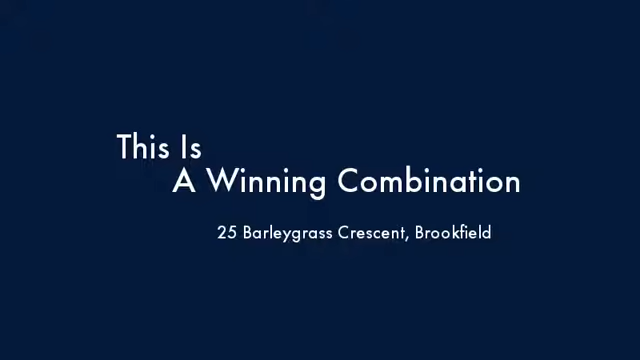 This Is
A Winning Combination
25 Barleygrass Crescent, Brookfield